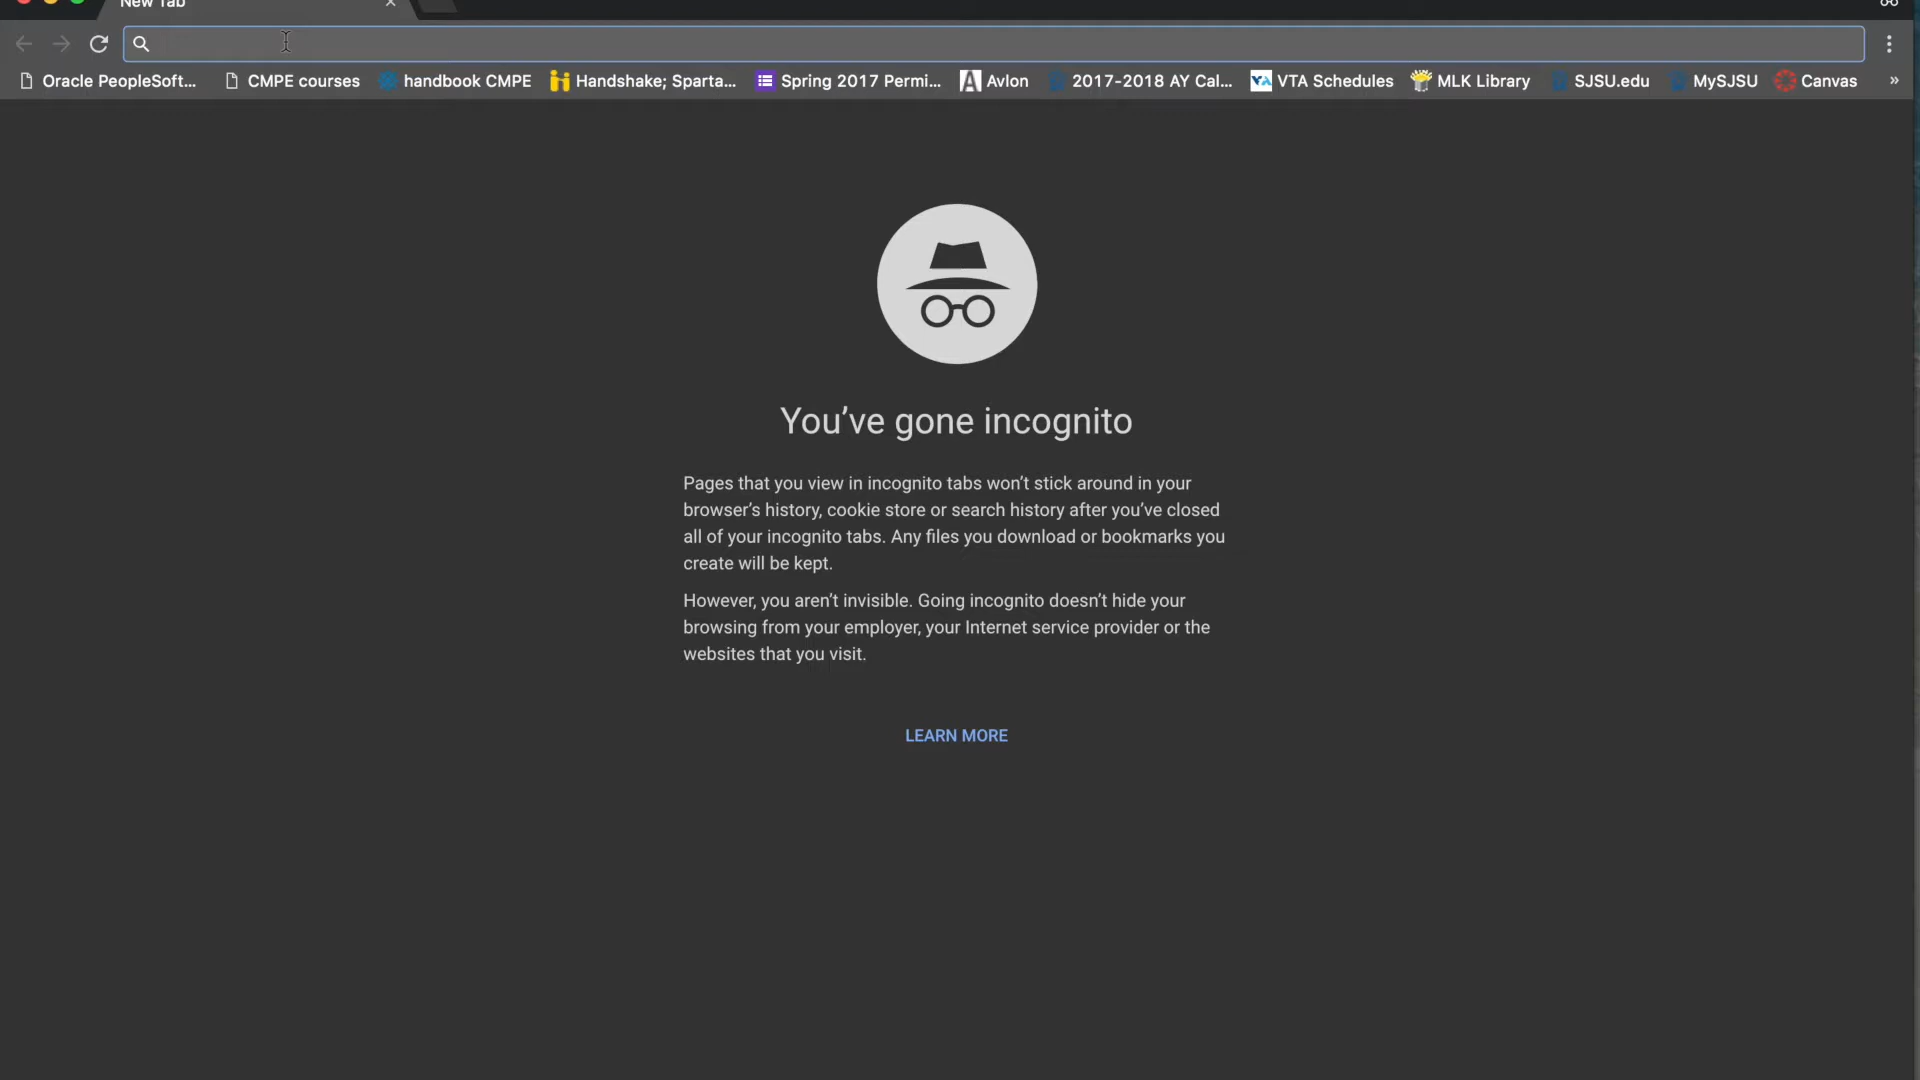 New Tab
Oracle PeopleSoft... CMPE courses handbook CMPE Handshake; Sparta... Spring 2017 Permi... Avlon 2017-2018 AY Cal... VTA Schedules MLK Library SJSU.edu MySJSU Canvas »
You’ve gone incognito
Pages that you view in incognito tabs won’t stick around in your
browser’s history, cookie store or search history after you’ve closed
all of your incognito tabs. Any files you download or bookmarks you
create will be kept.
However, you aren’t invisible. Going incognito doesn’t hide your
browsing from your employer, your Internet service provider or the
websites that you visit.
LEARN MORE